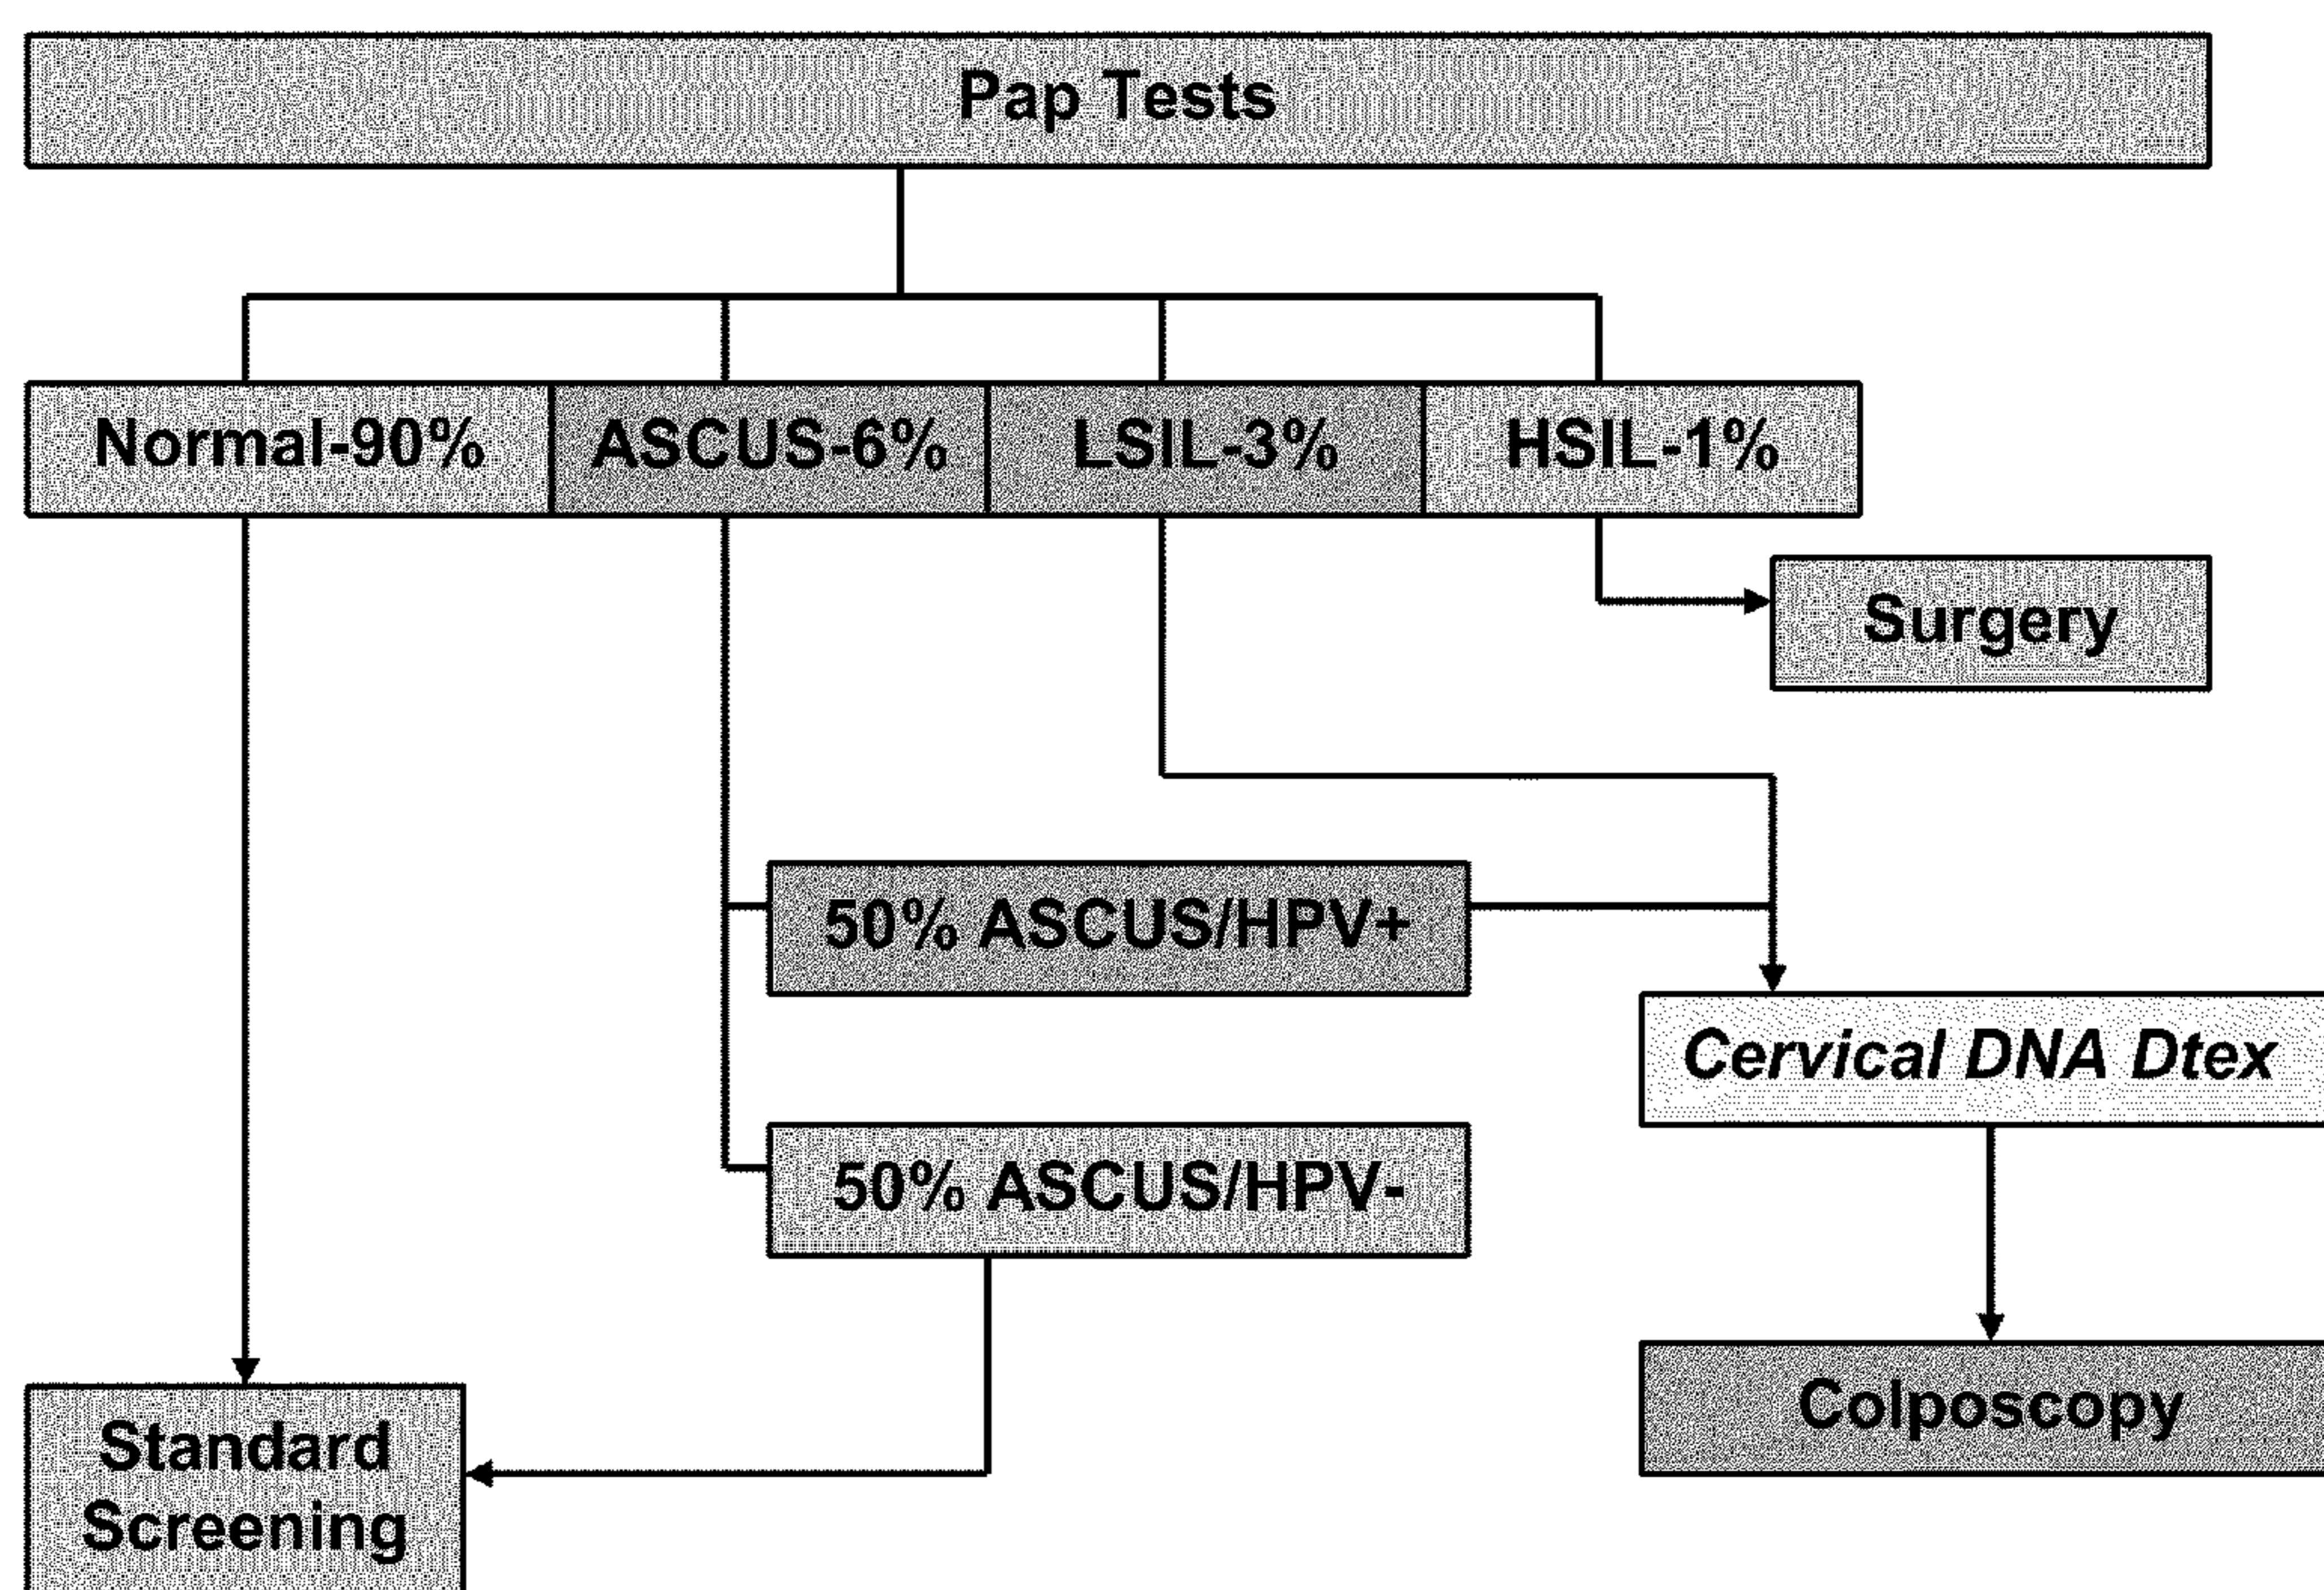 Pap Tests
Normal-90%
ASCUS-6%
LSIL-3%
HSIL-1%
Surgery
50% ASCUS/HPV+
Cervical DNA Dtex
50% ASCUS/HPV-
Colposcopy
Standard
Screening